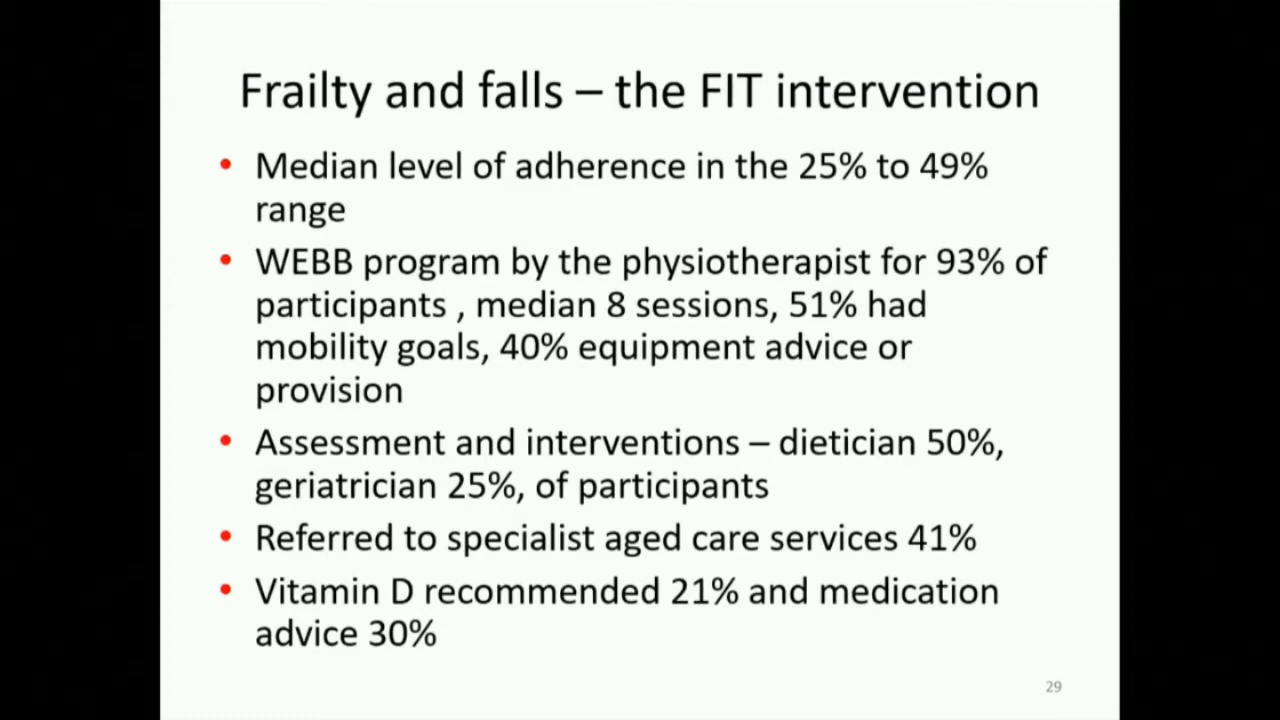 Frailty and falls – the FIT intervention
• Median level of adherence in the 25% to 49%
range
• WEBB program by the physiotherapist for 93% of
participants , median 8 sessions, 51% had
mobility goals, 40% equipment advice or
provision
• Assessment and interventions – dietician 50%,
geriatrician 25%, of participants
• Referred to specialist aged care services 41%
• Vitamin D recommended 21% and medication
advice 30%
29